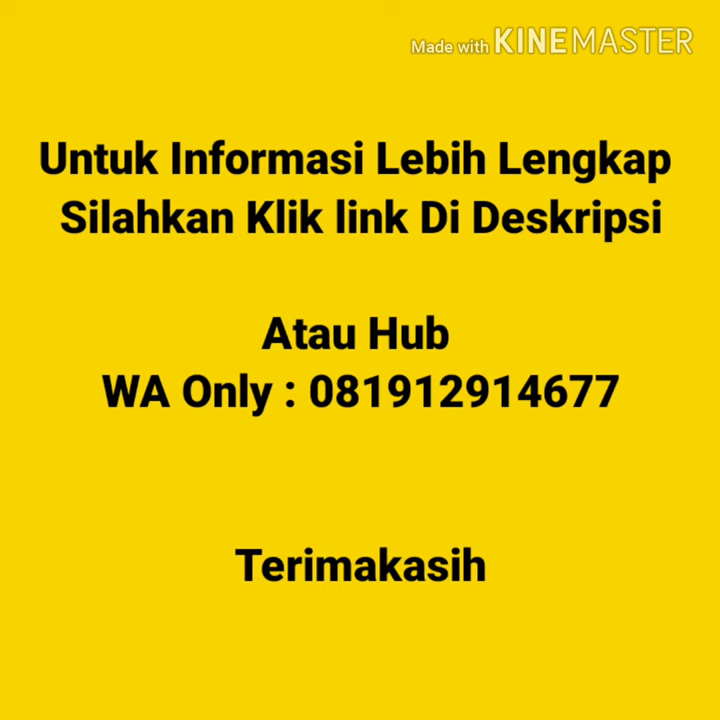 Made with KINEMASTER
Untuk Informasi Lebih Lengkap
Silahkan Klik link Di Deskripsi
Atau Hub
WA Only : 081912914677
Terimakasih